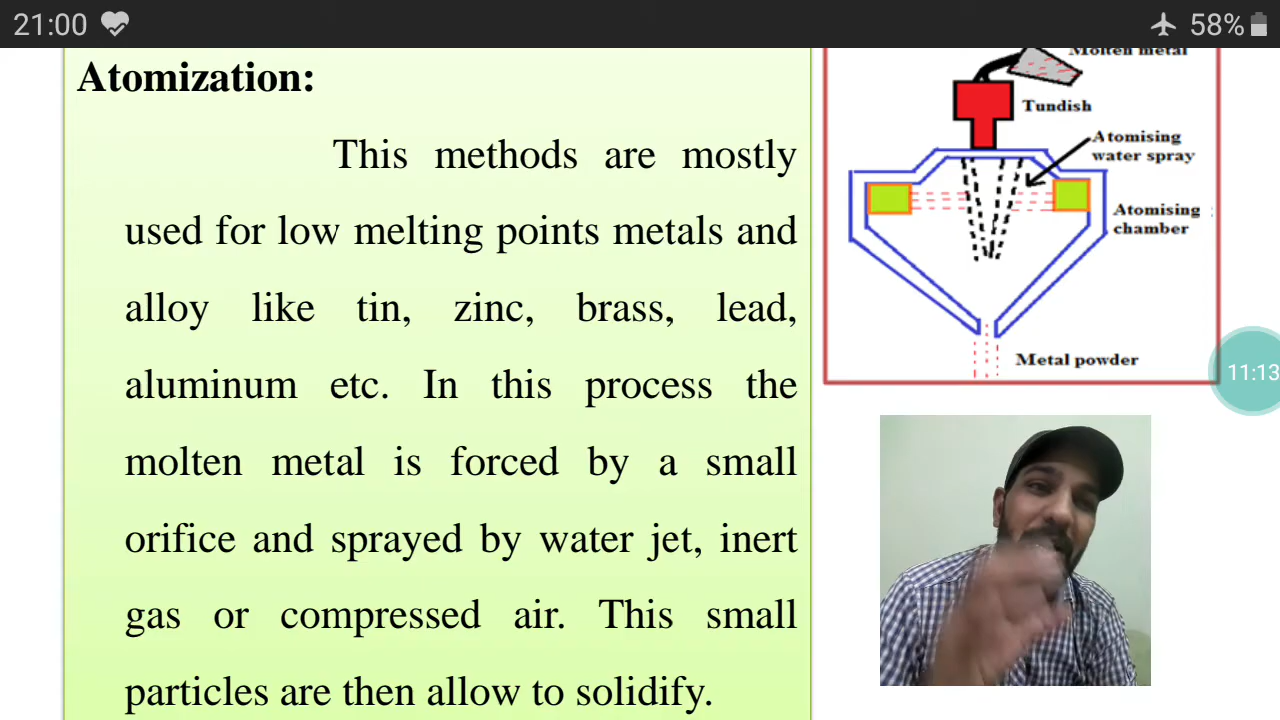 21:00
58%
Atomization:
This methods are mostly
used for low melting points metals and
alloy like tin, zinc, brass, lead,
aluminum etc. In this process the
molten metal is forced by a small
orifice and sprayed by water jet, inert
gas or compressed air. This small
particles are then allow to solidify.
Molten metal
Tundish
Atomising
water spray
Atomising
chamber
Metal powder
11:13